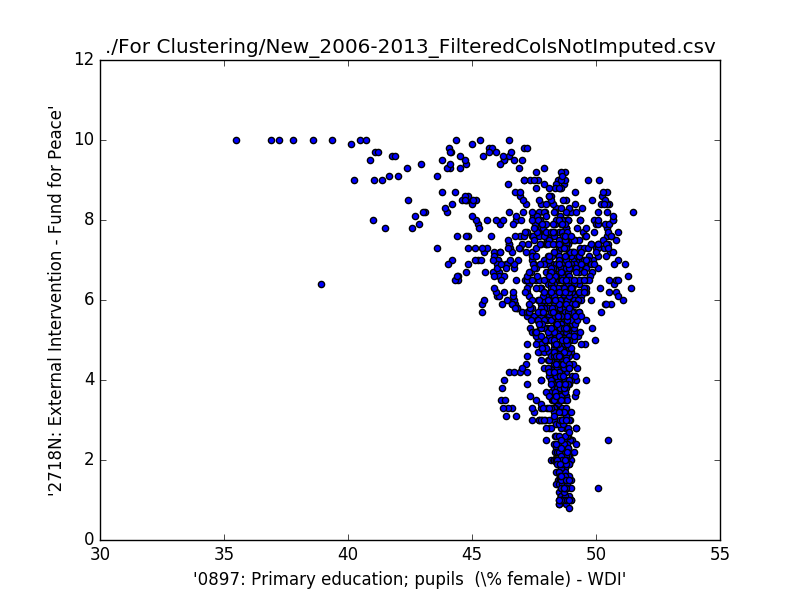 ./For Clustering/New_2006-2013_FilteredColsNotImputed.csv
'2718N: External Intervention - Fund for Peace'
12
10
8
6
4
2
0
30 35 40 45 50 55
'0897: Primary education; pupils  (\% female) - WDI'